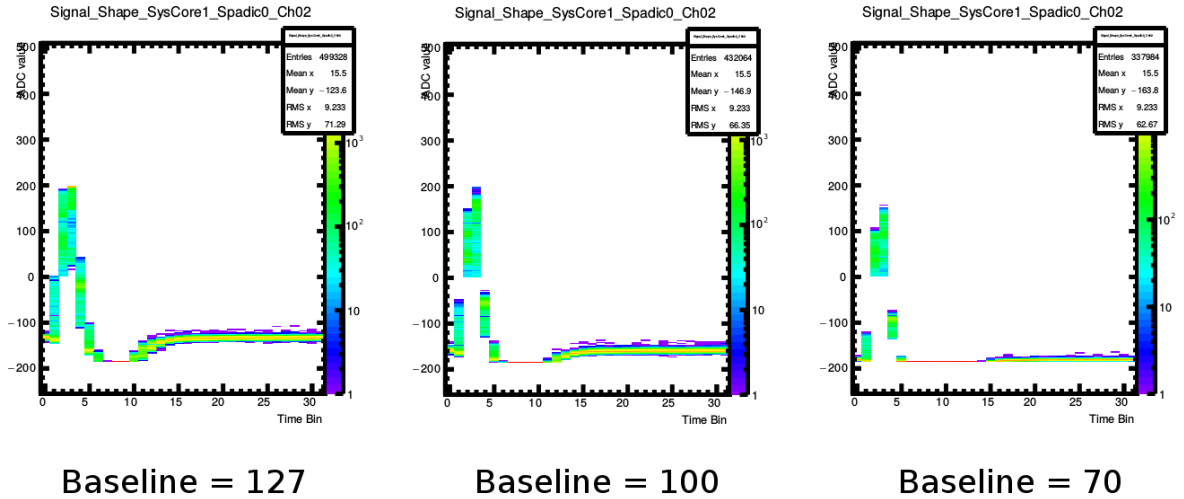 Signal_Shape_SysCore1_Spadic0_Ch02
Entries 499328
Mean x 15.5
Mean y −123.6
RMS x 9.233
RMS y 71.29
ADC value
500
400
300
200
100
0
−100
−200
0 5 10 15 20 25 30
Time Bin
10³
10²
10
1
Baseline = 127
Signal_Shape_SysCore1_Spadic0_Ch02
Entries 432064
Mean x 15.5
Mean y −146.9
RMS x 9.233
RMS y 66.35
ADC value
500
400
300
200
100
0
−100
−200
0 5 10 15 20 25 30
Time Bin
10³
10²
10
1
Baseline = 100
Signal_Shape_SysCore1_Spadic0_Ch02
Entries 337984
Mean x 15.5
Mean y −163.8
RMS x 9.233
RMS y 62.67
ADC value
500
400
300
200
100
0
−100
−200
0 5 10 15 20 25 30
Time Bin
10²
10
1
Baseline = 70